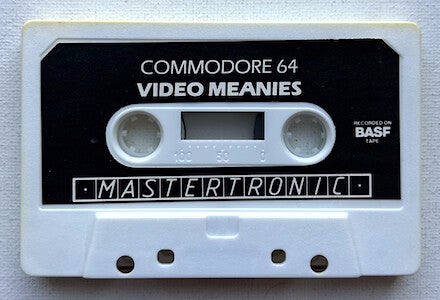 COMMODORE 64
VIDEO MEANIES
RECORDED ON
BASF
TAPE
100 50 0
· MASTERTRONIC ·